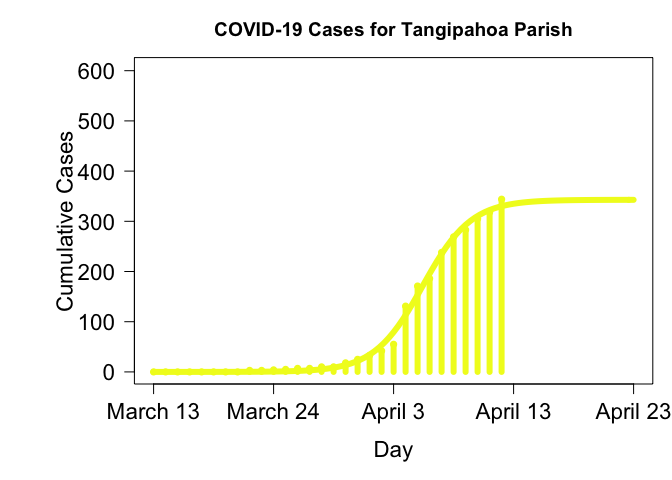 COVID-19 Cases for Tangipahoa Parish
600
500
400
300
200
100
0
Cumulative Cases
March 13 March 24 April 3 April 13 April 23
Day